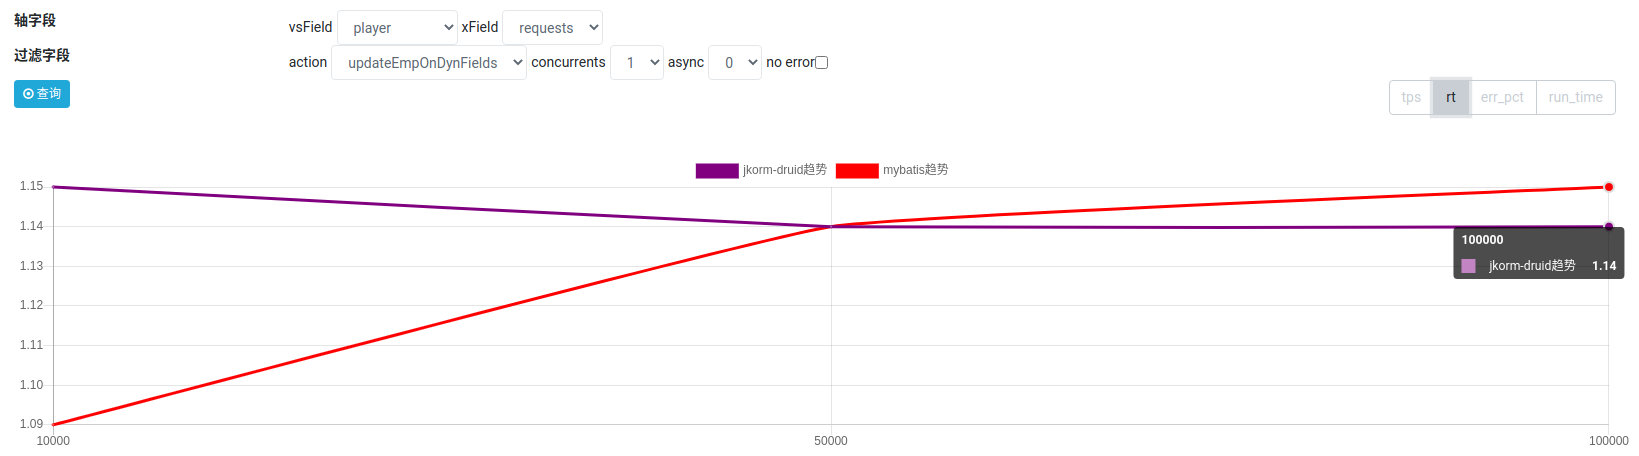 轴字段
vsField player xField requests
过滤字段
action updateEmpOnDynFields concurrents 1 async 0 no error
查询
tps rt err_pct run_time
jkorm-druid趋势 mybatis趋势
1.15
1.14
1.13
1.12
1.11
1.10
1.09
100000
jkorm-druid趋势 1.14
10000 50000 100000